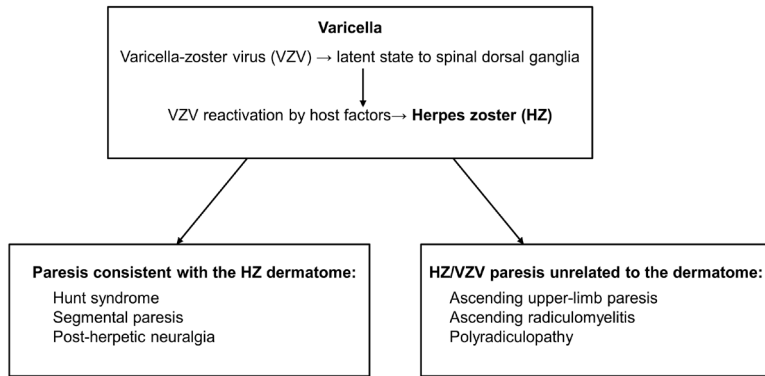 Varicella
Varicella-zoster virus (VZV) → latent state to spinal dorsal ganglia
VZV reactivation by host factors→ Herpes zoster (HZ)
Paresis consistent with the HZ dermatome:
Hunt syndrome
Segmental paresis
Post-herpetic neuralgia
HZ/VZV paresis unrelated to the dermatome:
Ascending upper-limb paresis
Ascending radiculomyelitis
Polyradiculopathy